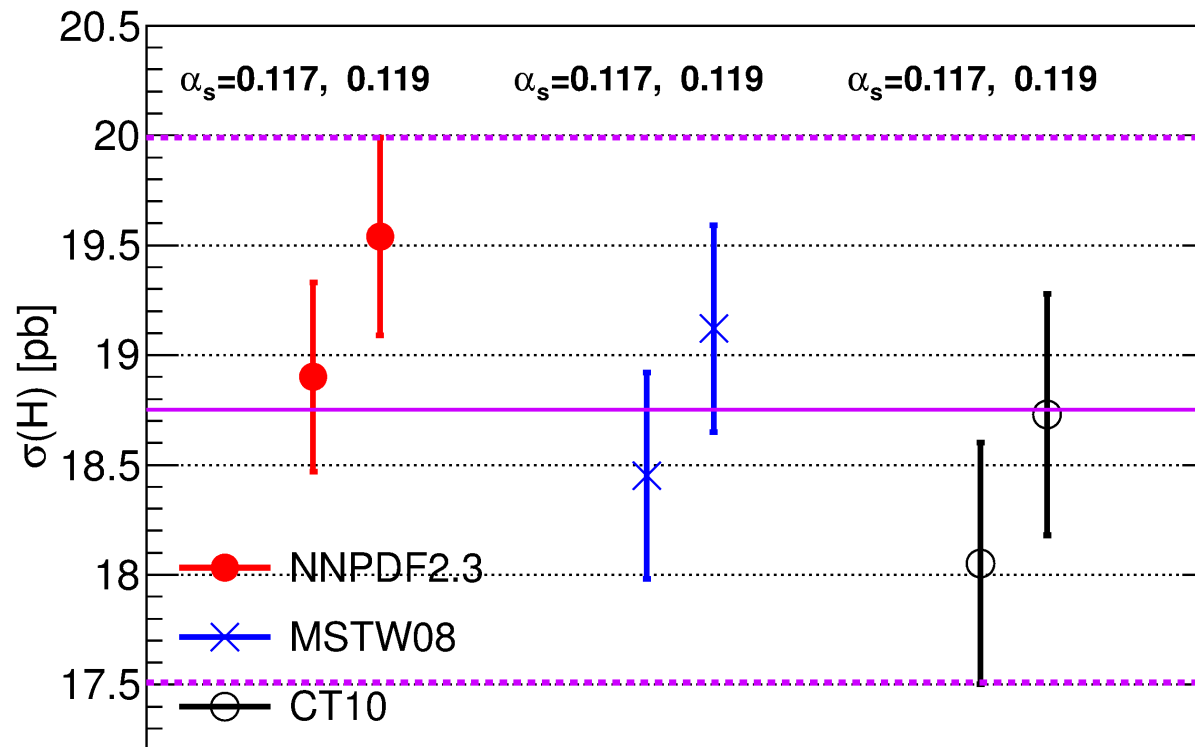 20.5
αs=0.117, 0.119 αs=0.117, 0.119 αs=0.117, 0.119
20
19.5
19
18.5
18
17.5
σ(H) [pb]
NNPDF2.3
MSTW08
CT10